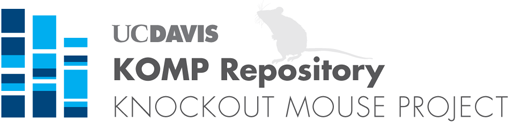 UCDAVIS
KOMP Repository
KNOCKOUT MOUSE PROJECT